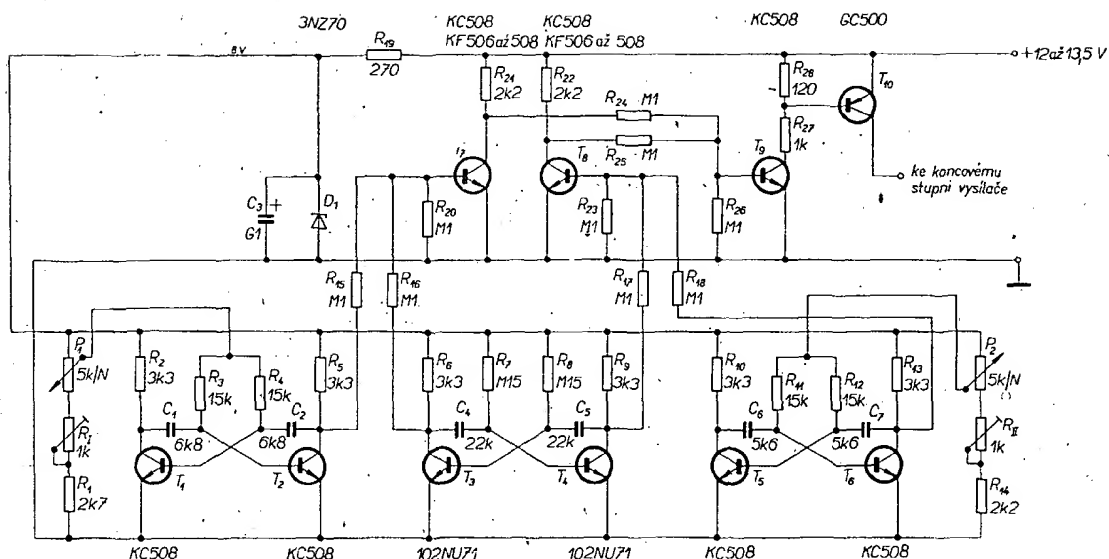 3NZ70
KC508
KF506 až 508
KC508
KF506 až 508
KC508
GC500
8V
R19
270
+12 až 13,5 V
R21
2k2
R22
2k2
R28
120
T10
R24
M1
R27
1k
R25
M1
T8
T9
ke koncovému
stupni vysílače
C3
+
G1
D1
R20
M1
R23
M1
R26
M1
R15
M1
R16
M1
R17
M1
R18
M1
P1
5k/N
R2
3k3
R3
15k
R4
15k
R5
3k3
R6
3k3
R7
M15
R8
M15
R9
3k3
R10
3k3
R11
15k
R12
15k
R13
3k3
P2
5k/N
C1
6k8
C2
6k8
C4
22k
C5
22k
C6
5k6
C7
5k6
RI
1k
RII
1k
T1
T2
T3
T4
T5
T6
R1
2k7
R14
2k2
KC508
KC508
102NU71
102NU71
KC508
KC508